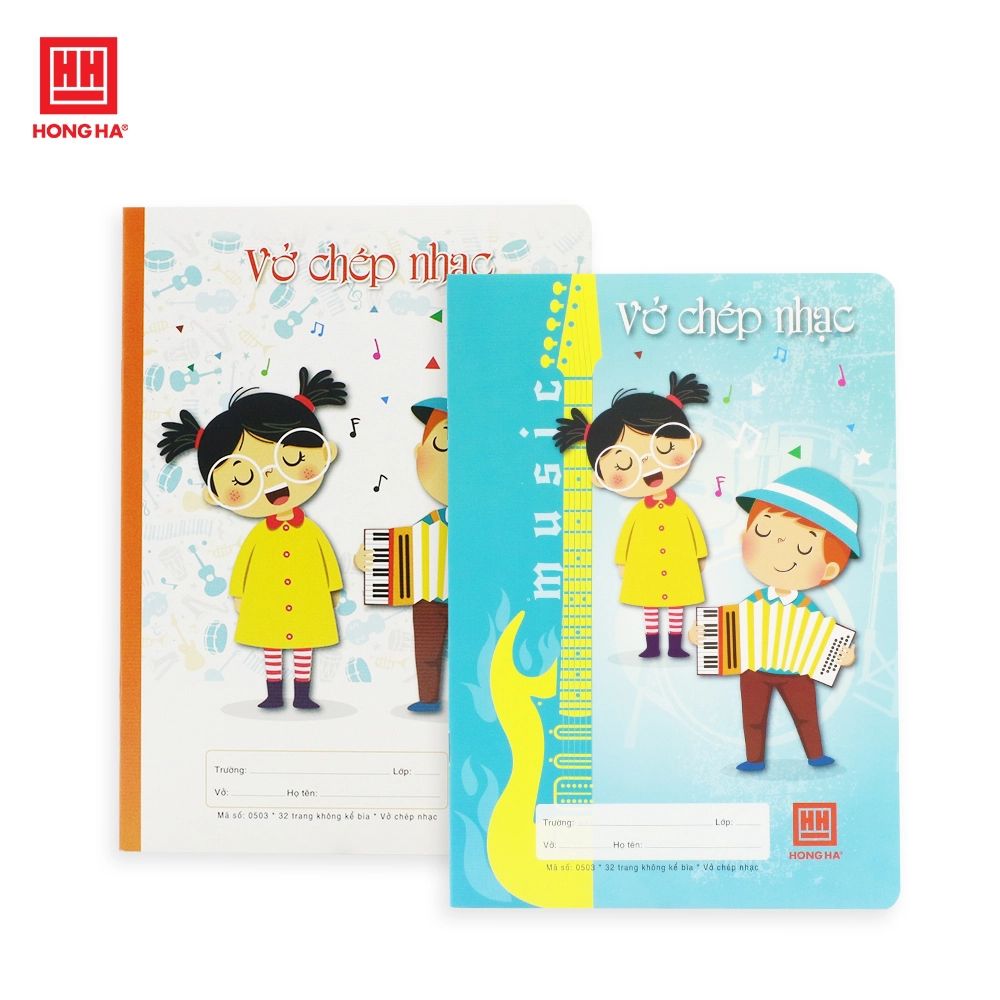 HH
HONG HA®
Vở chép nhạc
Trường: Lớp:
Vở: Họ tên:
Mã số: 0503 * 32 trang không kể bìa * Vở chép nhạc
Vở chép nhạc
music
Trường: Lớp:
Vở: Họ tên:
Mã số: 0503 * 32 trang không kể bìa * Vở chép nhạc
HH
HONG HA®